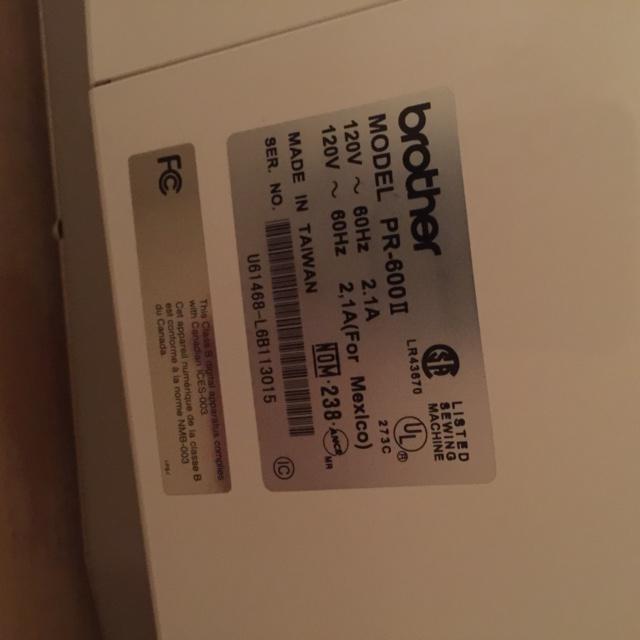 brother
MODEL PR-600II
120V ~ 60Hz 2.1A
120V ~ 60Hz 2.1A(For Mexico)
MADE IN TAIWAN
SER. NO.
U61468-L6B113015
LR43670
LISTED
SEWING
MACHINE
UL
273C
NOM-238
ANCE
MR
IC
FC
This Class B digital apparatus complies
with Canadian ICES-003
Cet appareil numérique de la classe B
est conforme à la norme NMB-003
du Canada.